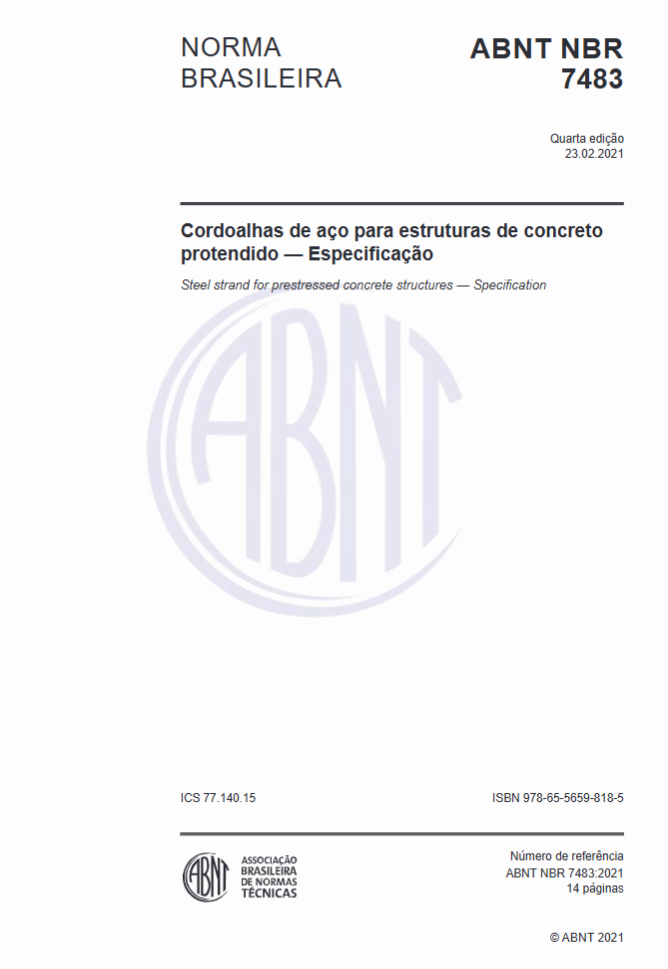 NORMA
BRASILEIRA
ABNT NBR
7483
Quarta edição
23.02.2021
Cordoalhas de aço para estruturas de concreto
protendido — Especificação
Steel strand for prestressed concrete structures — Specification
ABNT
ICS 77.140.15
ISBN 978-65-5659-818-5
ABNT
ASSOCIAÇÃO
BRASILEIRA
DE NORMAS
TÉCNICAS
Número de referência
ABNT NBR 7483:2021
14 páginas
© ABNT 2021